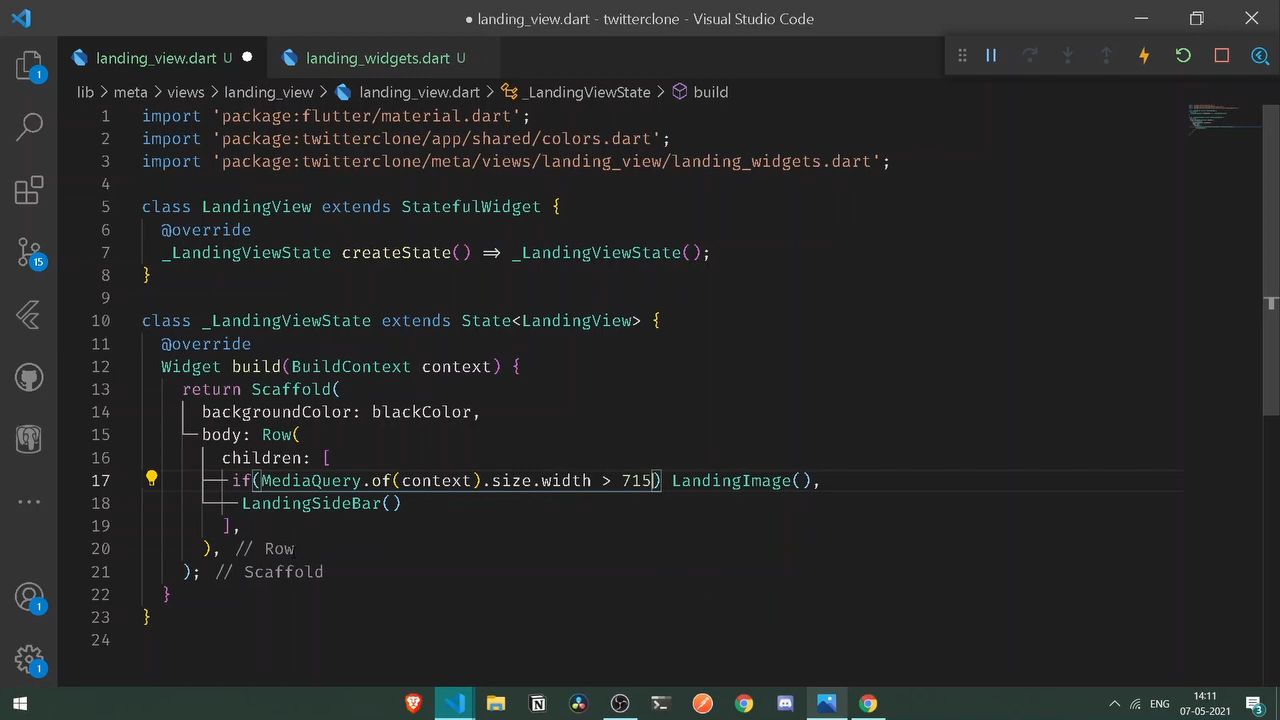 ● landing_view.dart - twitterclone - Visual Studio Code
landing_view.dart U ●
landing_widgets.dart U
lib > meta > views > landing_view > landing_view.dart > _LandingViewState > build
1 import 'package:flutter/material.dart';
2 import 'package:twitterclone/app/shared/colors.dart';
3 import 'package:twitterclone/meta/views/landing_view/landing_widgets.dart';
4
5 class LandingView extends StatefulWidget {
6 @override
7 _LandingViewState createState() => _LandingViewState();
8 }
9
10 class _LandingViewState extends State<LandingView> {
11 @override
12 Widget build(BuildContext context) {
13 return Scaffold(
14 backgroundColor: blackColor,
15 body: Row(
16 children: [
17 if(MediaQuery.of(context).size.width > 715) LandingImage(),
18 LandingSideBar()
19 ],
20 ), // Row
21 ); // Scaffold
22 }
23 }
24
1
15
1
1
ENG
14:11
07-05-2021
3